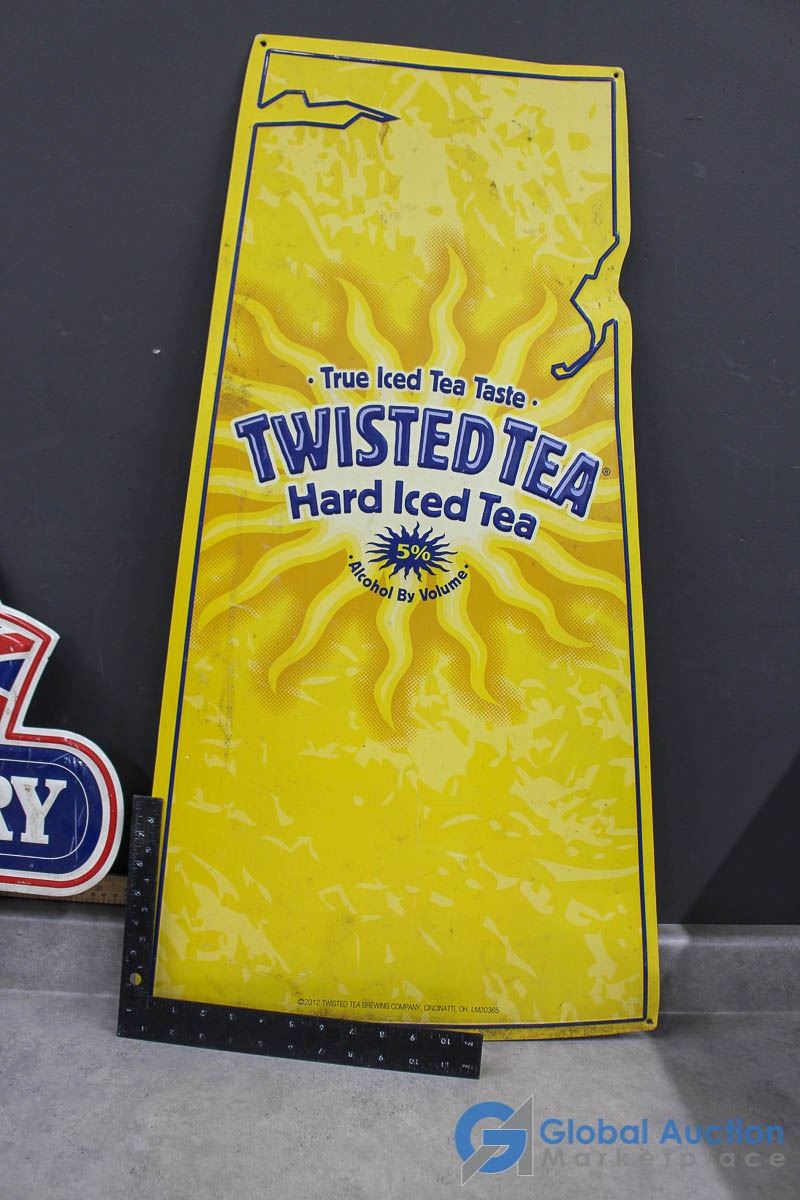 · True Iced Tea Taste ·
TWISTED TEA®
Hard Iced Tea
5%
· Alcohol By Volume ·
RY
©2012 TWISTED TEA BREWING COMPANY, CINCINATTI, OH. LM20365
Global Auction
Marketplace